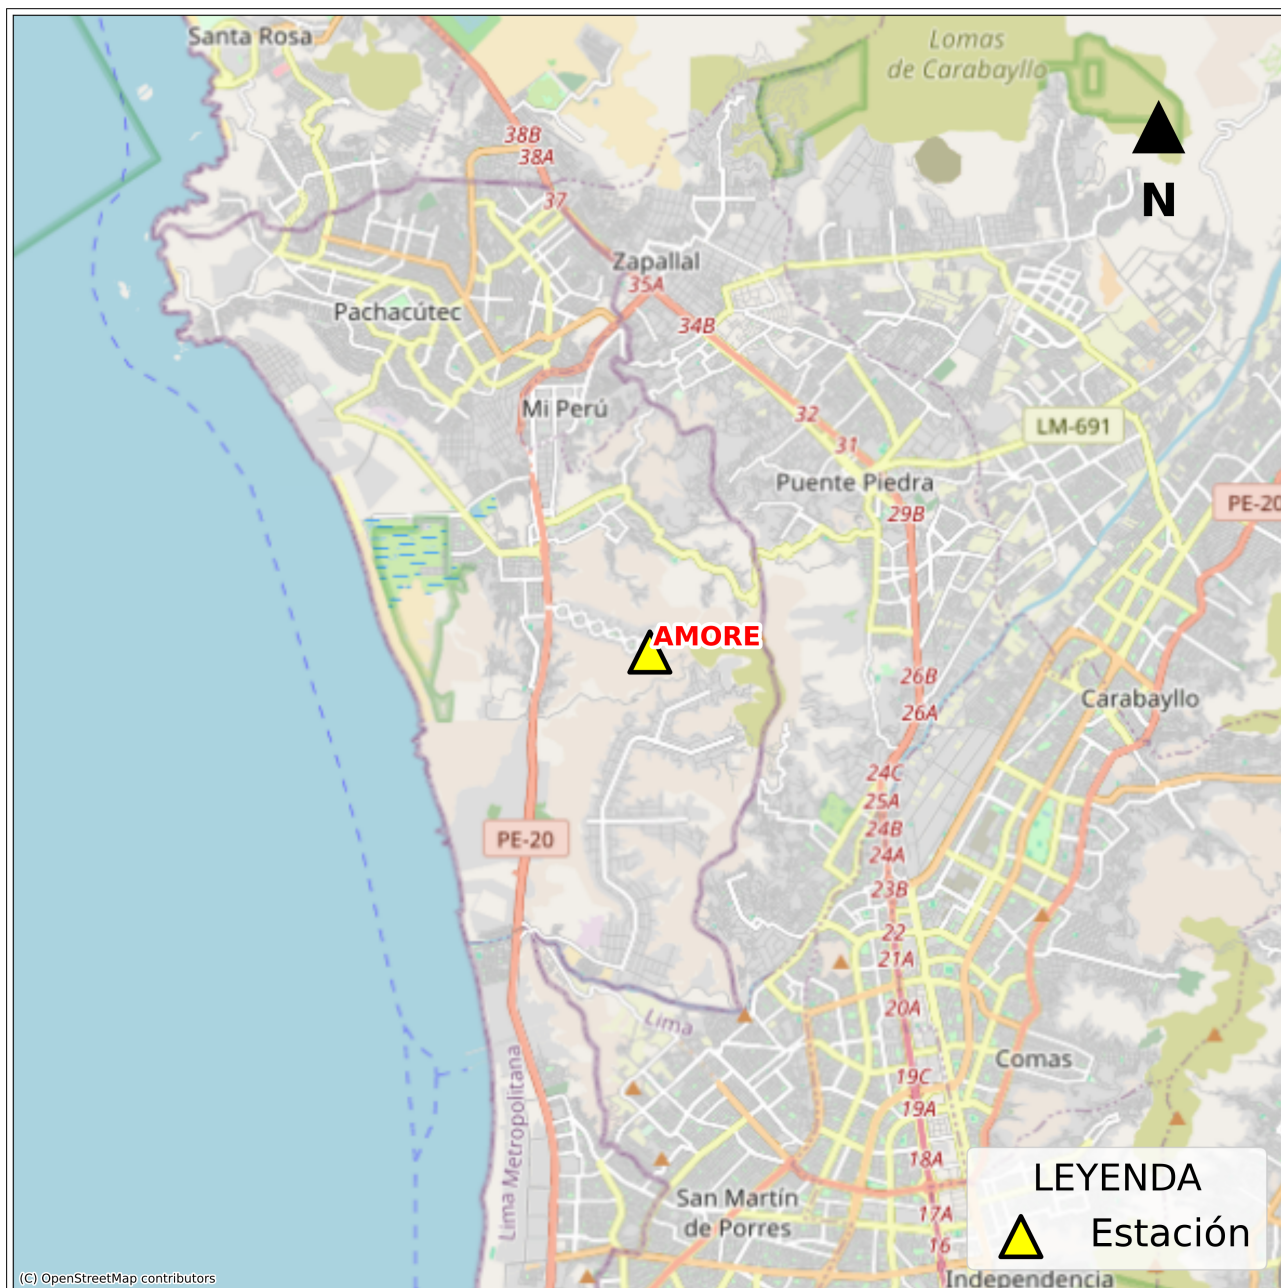 Santa Rosa
Lomas
de Carabayllo
38B
38A
N
37
Zapallal
35A
Pachacútec
34B
Mi Perú
32
LM-691
31
Puente Piedra
PE-20
29B
AMORE
26B
Carabayllo
26A
24C
25A
24B
PE-20
24A
23B
22
21A
20A
Lima
Comas
19C
19A
Lima Metropolitana
18A
LEYENDA
San Martín
de Porres
17A
Estación
16
(C) OpenStreetMap contributors
Independencia